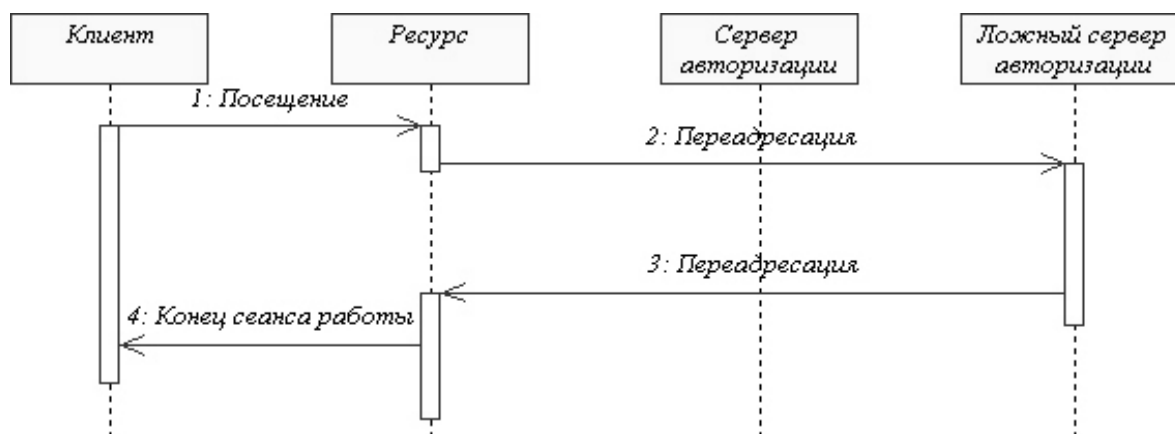 Клиент
Ресурс
Сервер
авторизации
Ложный сервер
авторизации
1: Посещение
2: Переадресация
3: Переадресация
4: Конец сеанса работы